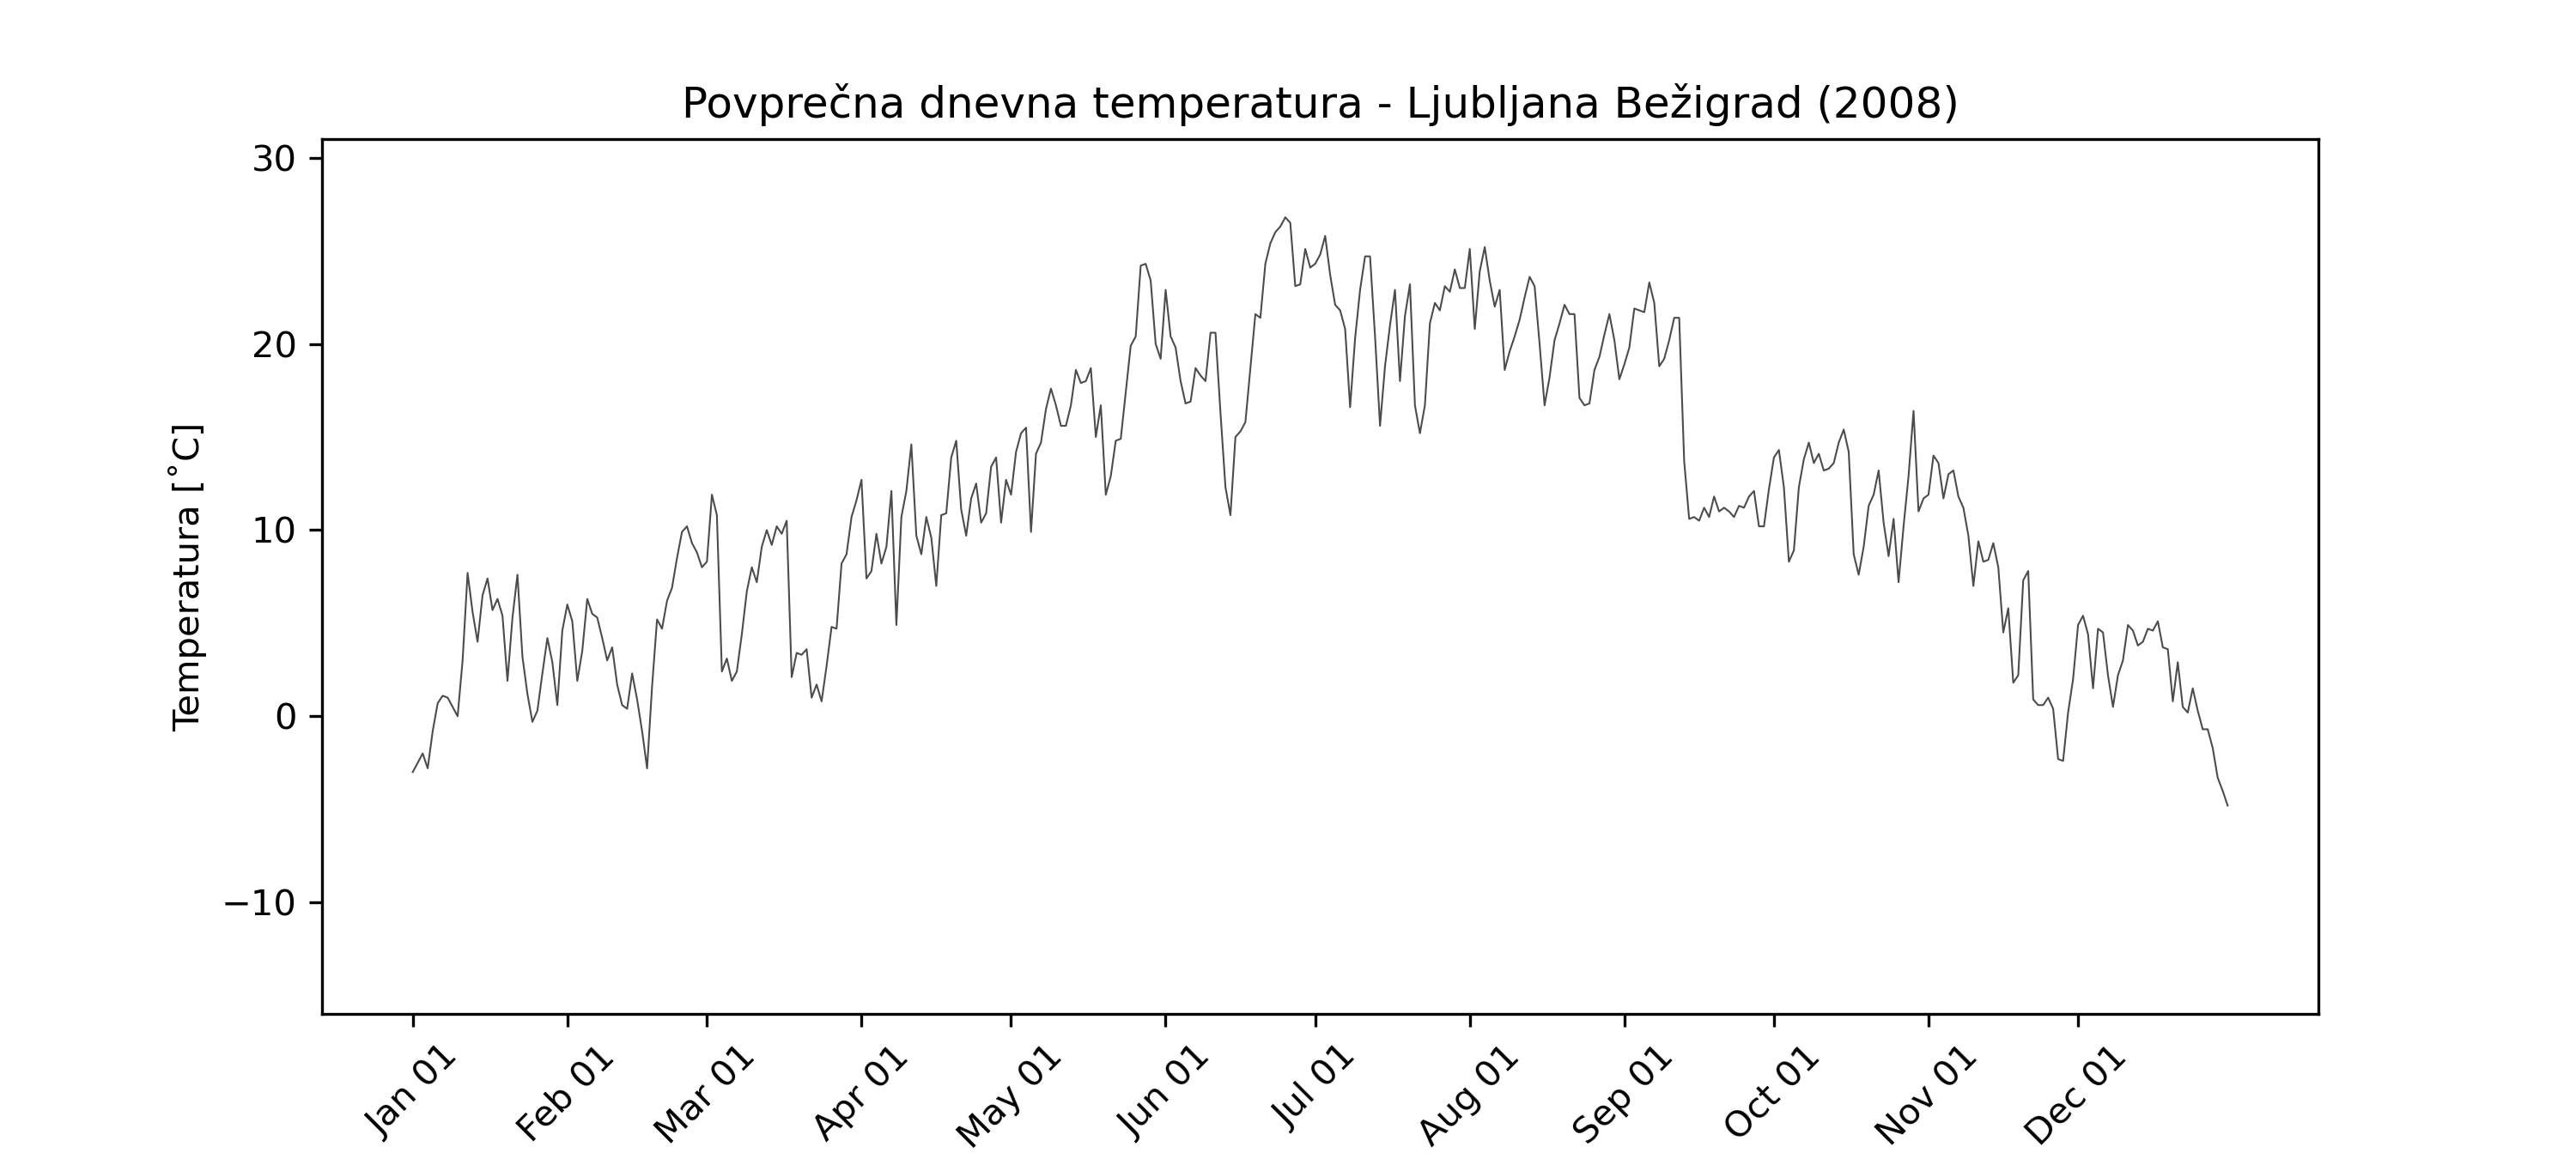 Povprečna dnevna temperatura - Ljubljana Bežigrad (2008)
Temperatura [˚C]
30
20
10
0
−10
Jan 01
Feb 01
Mar 01
Apr 01
May 01
Jun 01
Jul 01
Aug 01
Sep 01
Oct 01
Nov 01
Dec 01